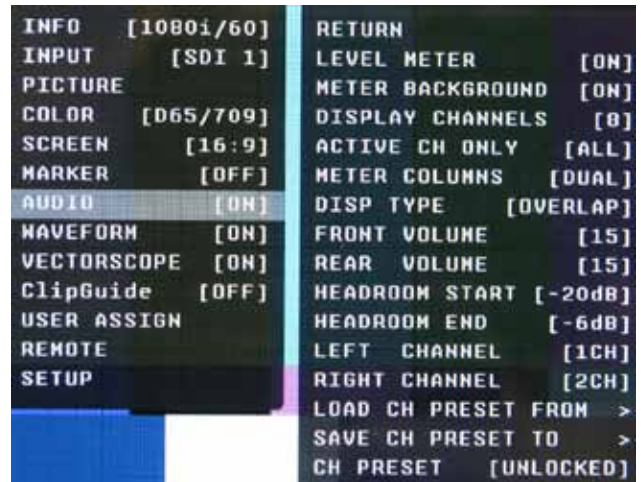 INFO [1080i/60]
INPUT [SDI 1]
PICTURE
COLOR [D65/709]
SCREEN [16:9]
MARKER [OFF]
AUDIO [ON]
WAVEFORM [ON]
VECTORSCOPE [ON]
ClipGuide [OFF]
USER ASSIGN
REMOTE
SETUP
RETURN
LEVEL METER [ON]
METER BACKGROUND [ON]
DISPLAY CHANNELS [8]
ACTIVE CH ONLY [ALL]
METER COLUMNS [DUAL]
DISP TYPE [OVERLAP]
FRONT VOLUME [15]
REAR VOLUME [15]
HEADROOM START [-20dB]
HEADROOM END [-6dB]
LEFT CHANNEL [1CH]
RIGHT CHANNEL [2CH]
LOAD CH PRESET FROM >
SAVE CH PRESET TO >
CH PRESET [UNLOCKED]